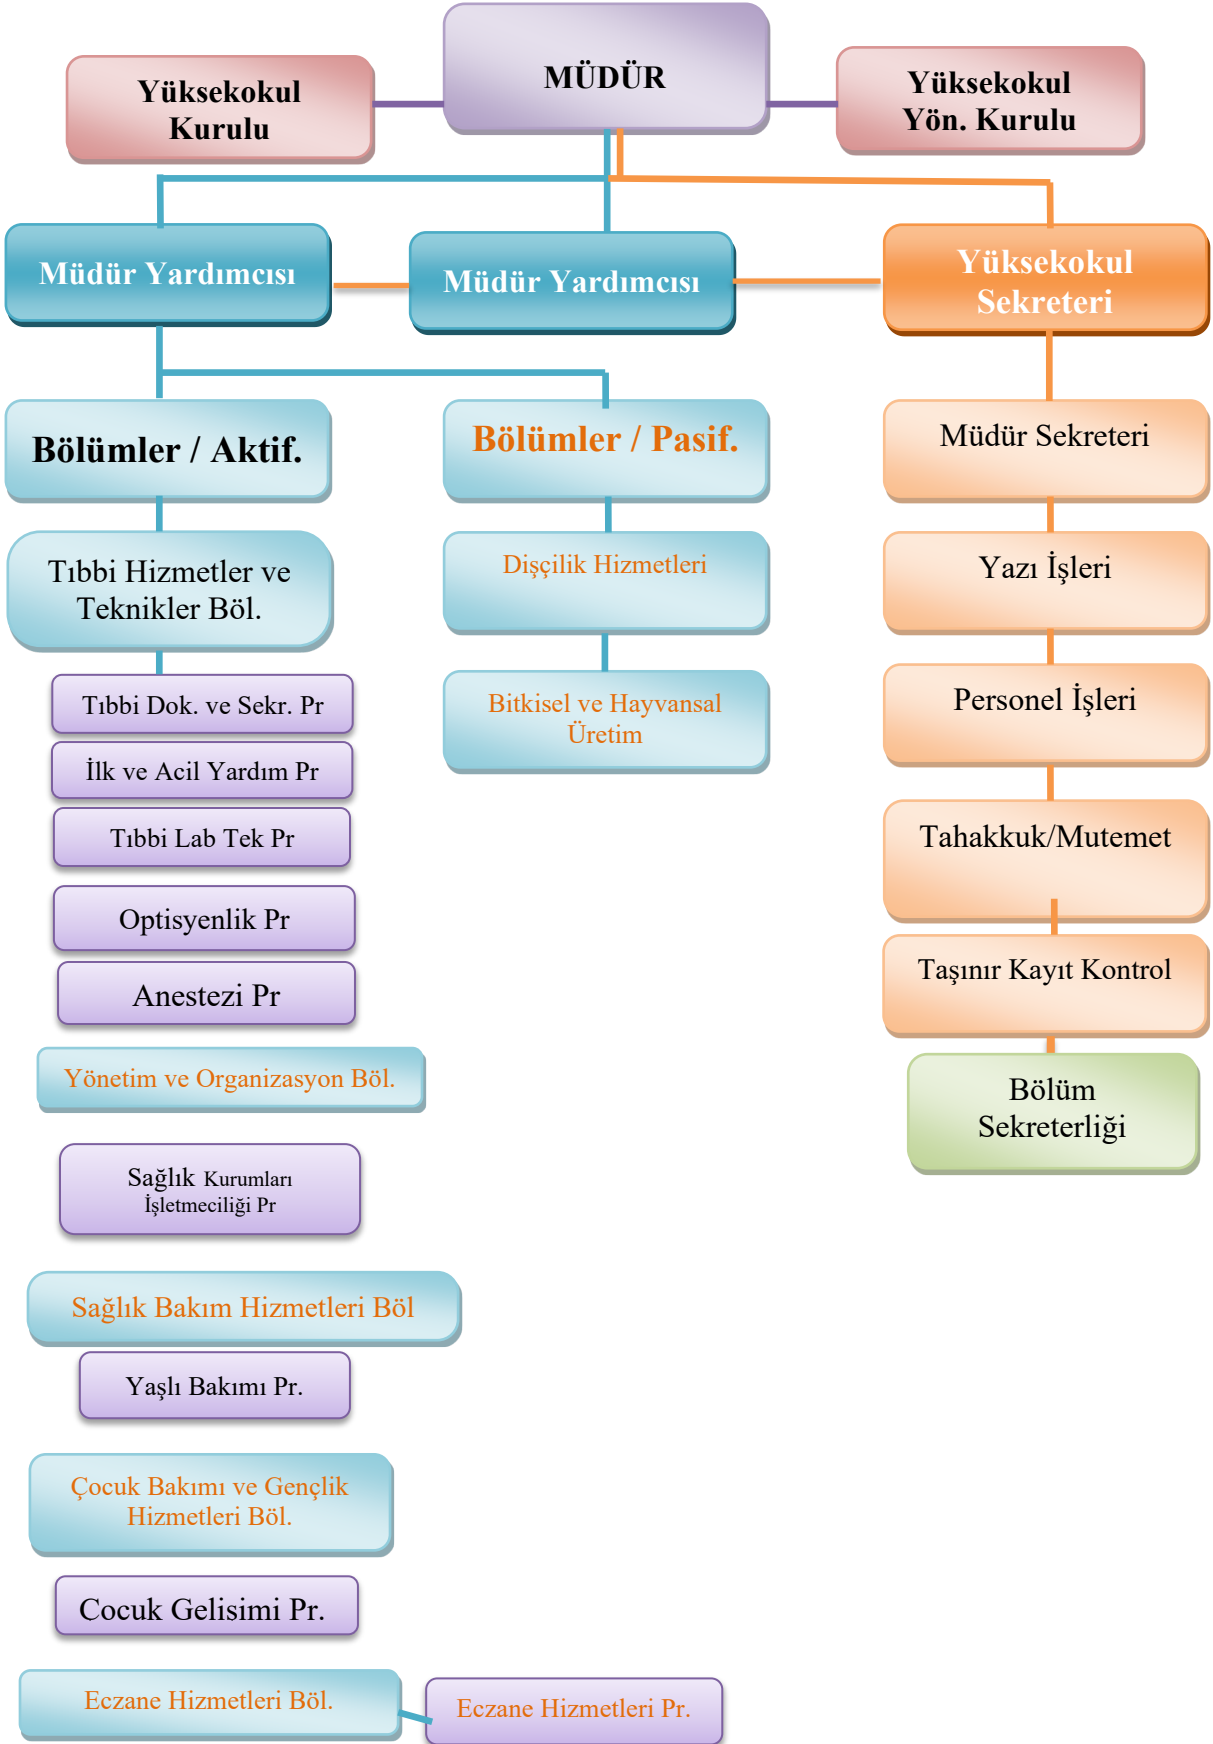 MÜDÜR
Yüksekokul
Kurulu
Yüksekokul
Yön. Kurulu
Müdür Yardımcısı
Müdür Yardımcısı
Yüksekokul
Sekreteri
Bölümler / Aktif.
Bölümler / Pasif.
Müdür Sekreteri
Tıbbi Hizmetler ve
Teknikler Böl.
Dişçilik Hizmetleri
Yazı İşleri
Tıbbi Dok. ve Sekr. Pr
Bitkisel ve Hayvansal
Üretim
Personel İşleri
İlk ve Acil Yardım Pr
Tıbbi Lab Tek Pr
Tahakkuk/Mutemet
Optisyenlik Pr
Anestezi Pr
Taşınır Kayıt Kontrol
Yönetim ve Organizasyon Böl.
Bölüm
Sekreterliği
Sağlık Kurumları
İşletmeciliği Pr
Sağlık Bakım Hizmetleri Böl
Yaşlı Bakımı Pr.
Çocuk Bakımı ve Gençlik
Hizmetleri Böl.
Cocuk Gelisimi Pr.
Eczane Hizmetleri Böl.
Eczane Hizmetleri Pr.